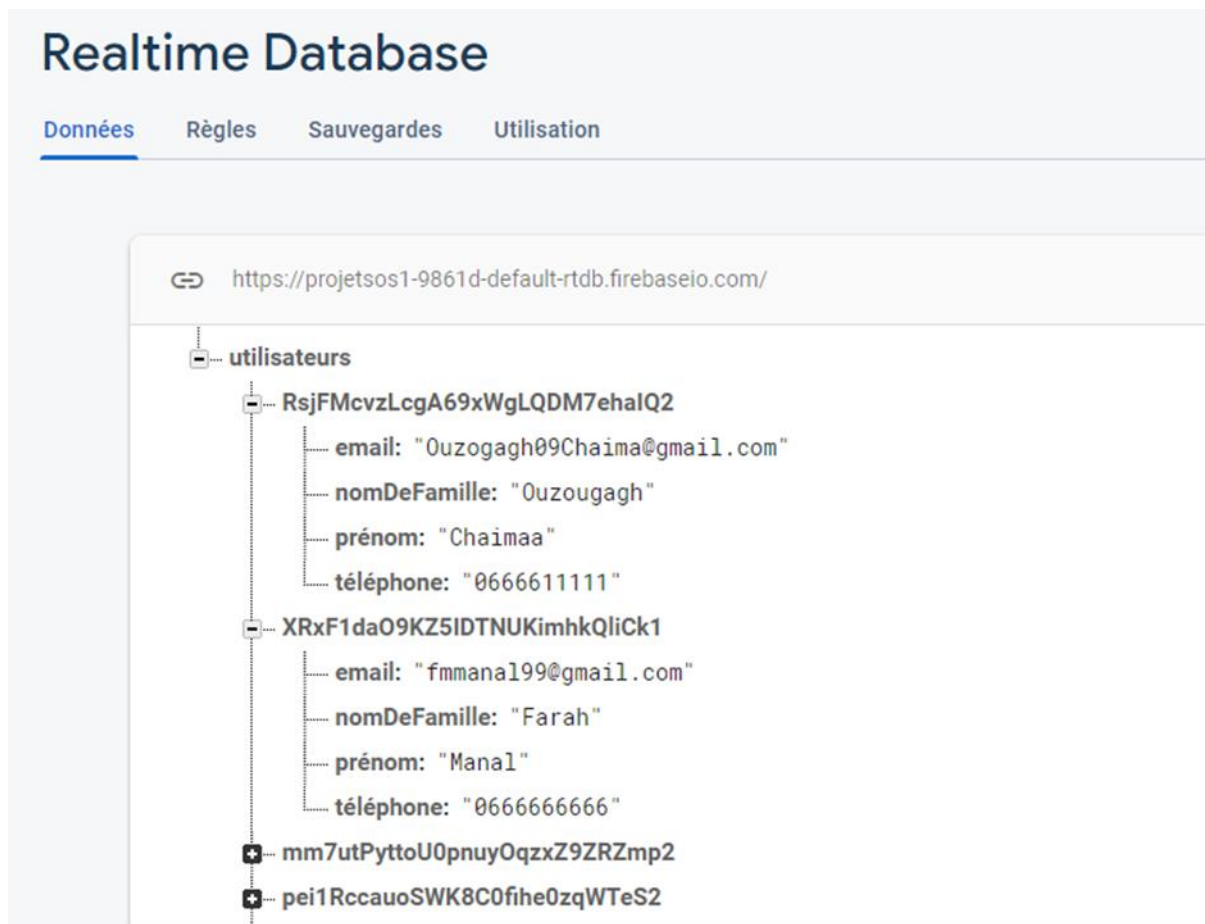 Realtime Database
Données Règles Sauvegardes Utilisation
https://projetsos1-9861d-default-rtdb.firebaseio.com/
utilisateurs
RsjFMcvzLcgA69xWgLQDM7ehaIQ2
email: "Ouzogagh09Chaima@gmail.com"
nomDeFamille: "Ouzougagh"
prénom: "Chaimaa"
téléphone: "0666611111"
XRxF1daO9KZ5IDTNUKimhkQliCk1
email: "fmmanal99@gmail.com"
nomDeFamille: "Farah"
prénom: "Manal"
téléphone: "0666666666"
mm7utPyttoU0pnuyOqzxZ9ZRZmp2
pei1RccauoSWK8C0fihe0zqWTeS2